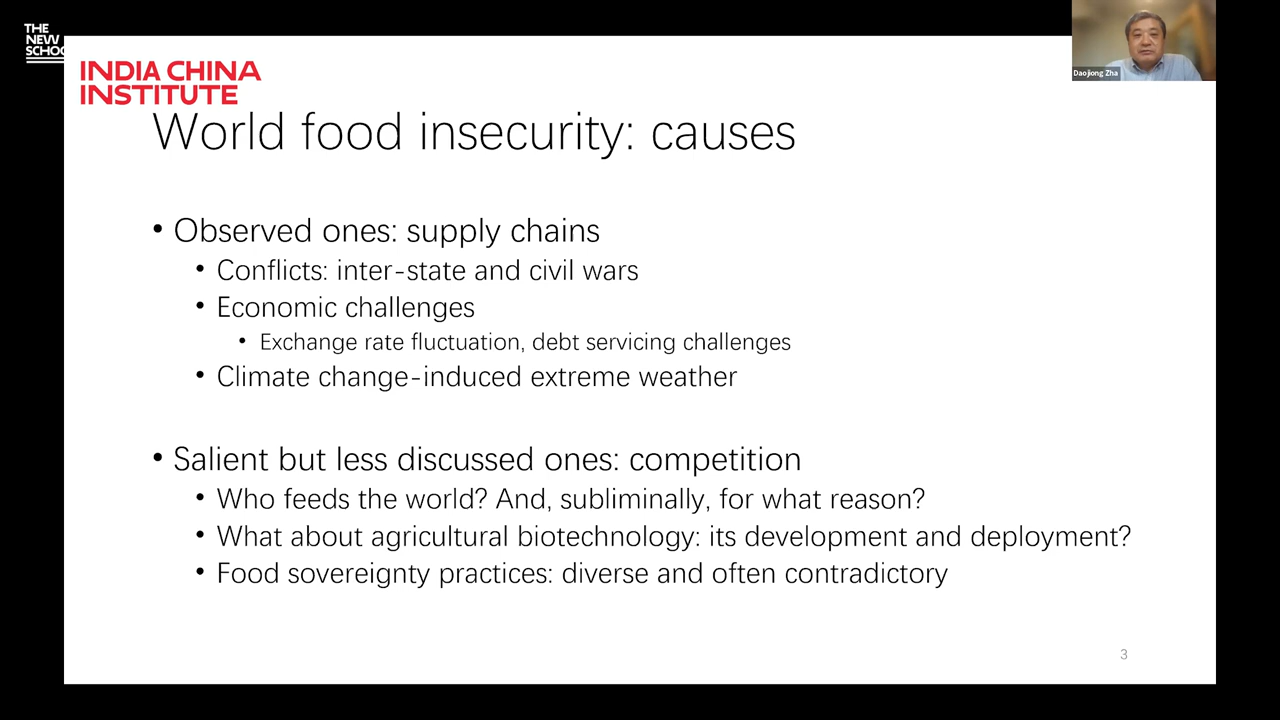 THE
NEW
SCHOO
INDIA CHINA
INSTITUTE
Daojiong Zha
World food insecurity: causes
• Observed ones: supply chains
• Conflicts: inter-state and civil wars
• Economic challenges
• Exchange rate fluctuation, debt servicing challenges
• Climate change-induced extreme weather
• Salient but less discussed ones: competition
• Who feeds the world? And, subliminally, for what reason?
• What about agricultural biotechnology: its development and deployment?
• Food sovereignty practices: diverse and often contradictory
3